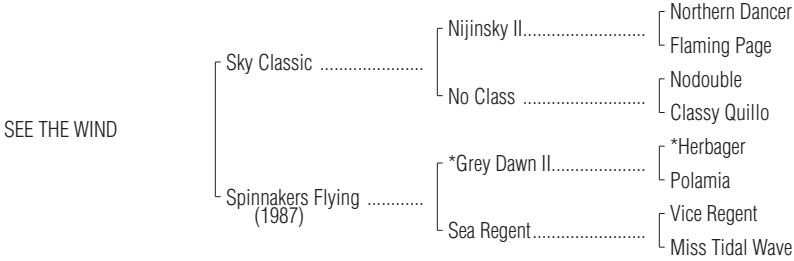 Northern Dancer
Nijinsky II..........................
Flaming Page
Sky Classic ......................
Nodouble
No Class ..........................
Classy Quillo
SEE THE WIND
*Herbager
*Grey Dawn II....................
Polamia
Spinnakers Flying ............
(1987)
Vice Regent
Sea Regent........................
Miss Tidal Wave